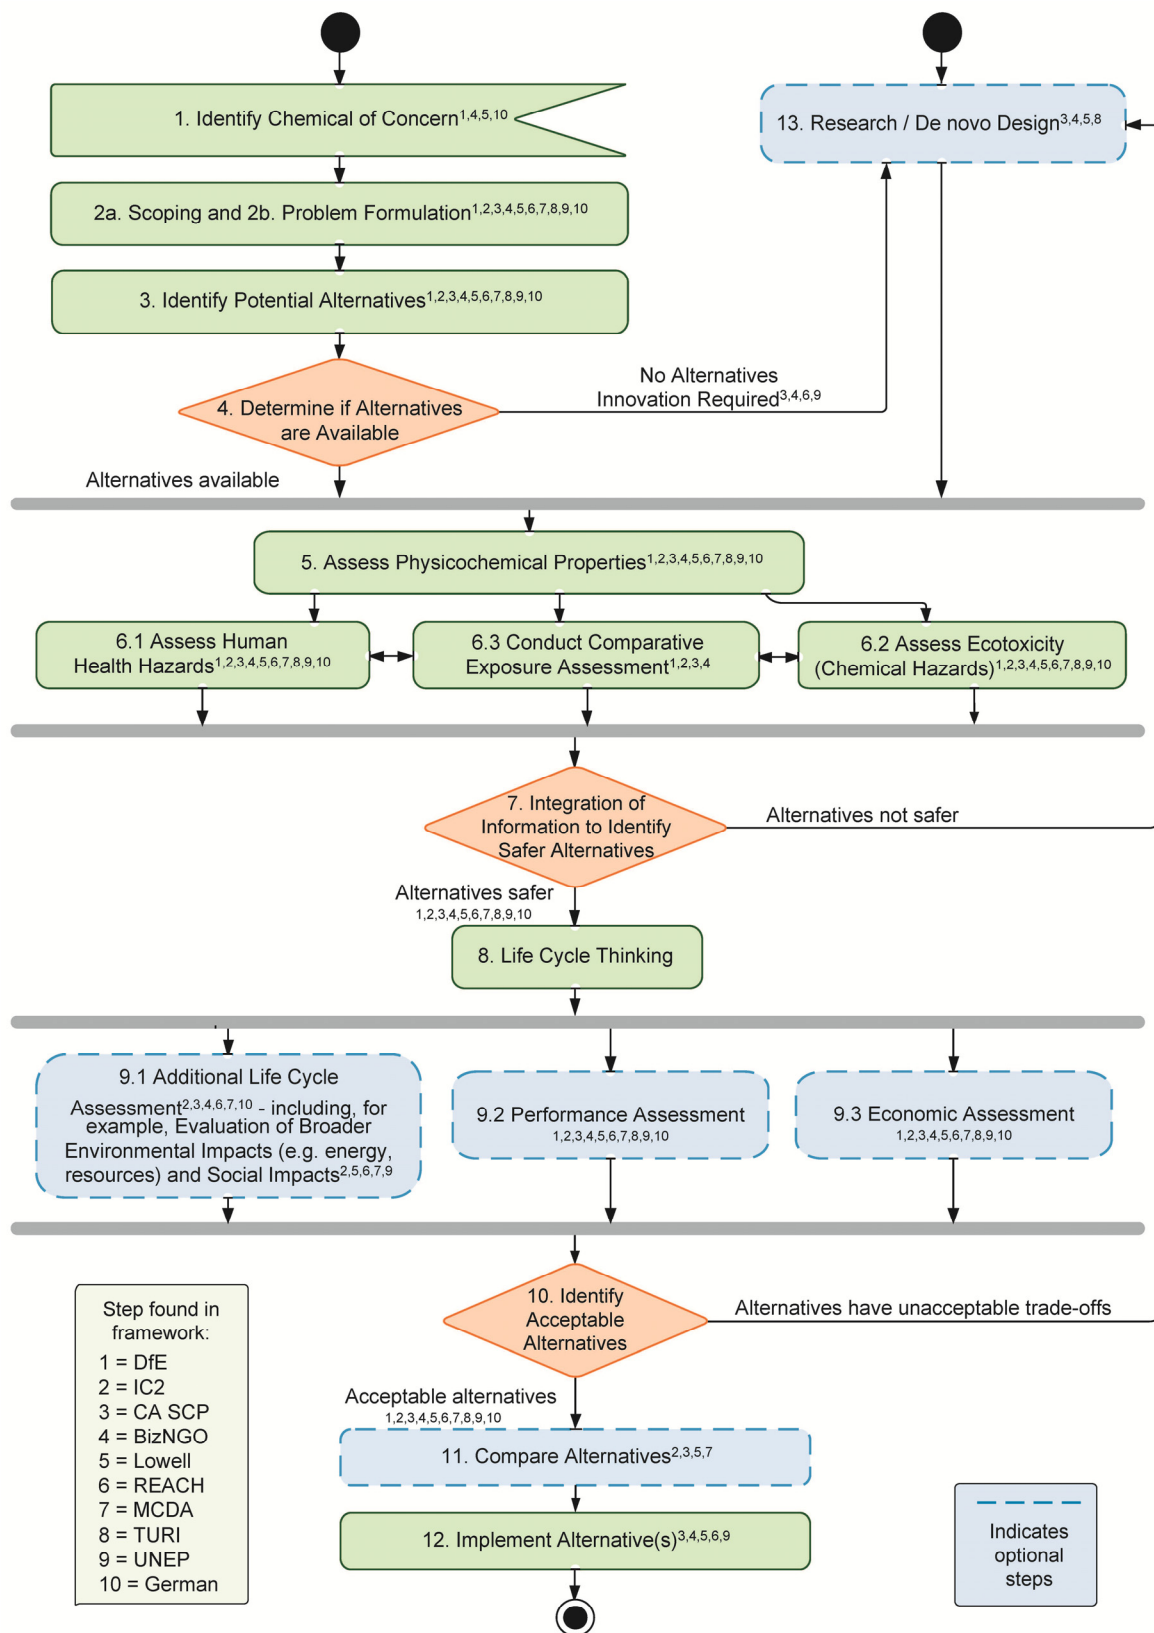 1. Identify Chemical of Concern1,4,5,10
13. Research / De novo Design3,4,5,8
2a. Scoping and 2b. Problem Formulation1,2,3,4,5,6,7,8,9,10
3. Identify Potential Alternatives1,2,3,4,5,6,7,8,9,10
4. Determine if Alternatives
are Available
No Alternatives
Innovation Required3,4,6,9
Alternatives available
5. Assess Physicochemical Properties1,2,3,4,5,6,7,8,9,10
6.1 Assess Human
Health Hazards1,2,3,4,5,6,7,8,9,10
6.3 Conduct Comparative
Exposure Assessment1,2,3,4
6.2 Assess Ecotoxicity
(Chemical Hazards)1,2,3,4,5,6,7,8,9,10
7. Integration of
Information to Identify
Safer Alternatives
Alternatives not safer
Alternatives safer
1,2,3,4,5,6,7,8,9,10
8. Life Cycle Thinking
9.1 Additional Life Cycle
Assessment2,3,4,6,7,10 - including, for
example, Evaluation of Broader
Environmental Impacts (e.g. energy,
resources) and Social Impacts2,5,6,7,9
9.2 Performance Assessment
1,2,3,4,5,6,7,8,9,10
9.3 Economic Assessment
1,2,3,4,5,6,7,8,9,10
10. Identify
Acceptable
Alternatives
Alternatives have unacceptable trade-offs
Acceptable alternatives
1,2,3,4,5,6,7,8,9,10
11. Compare Alternatives2,3,5,7
12. Implement Alternative(s)3,4,5,6,9
Step found in
framework:
1 = DfE
2 = IC2
3 = CA SCP
4 = BizNGO
5 = Lowell
6 = REACH
7 = MCDA
8 = TURI
9 = UNEP
10 = German
Indicates
optional
steps